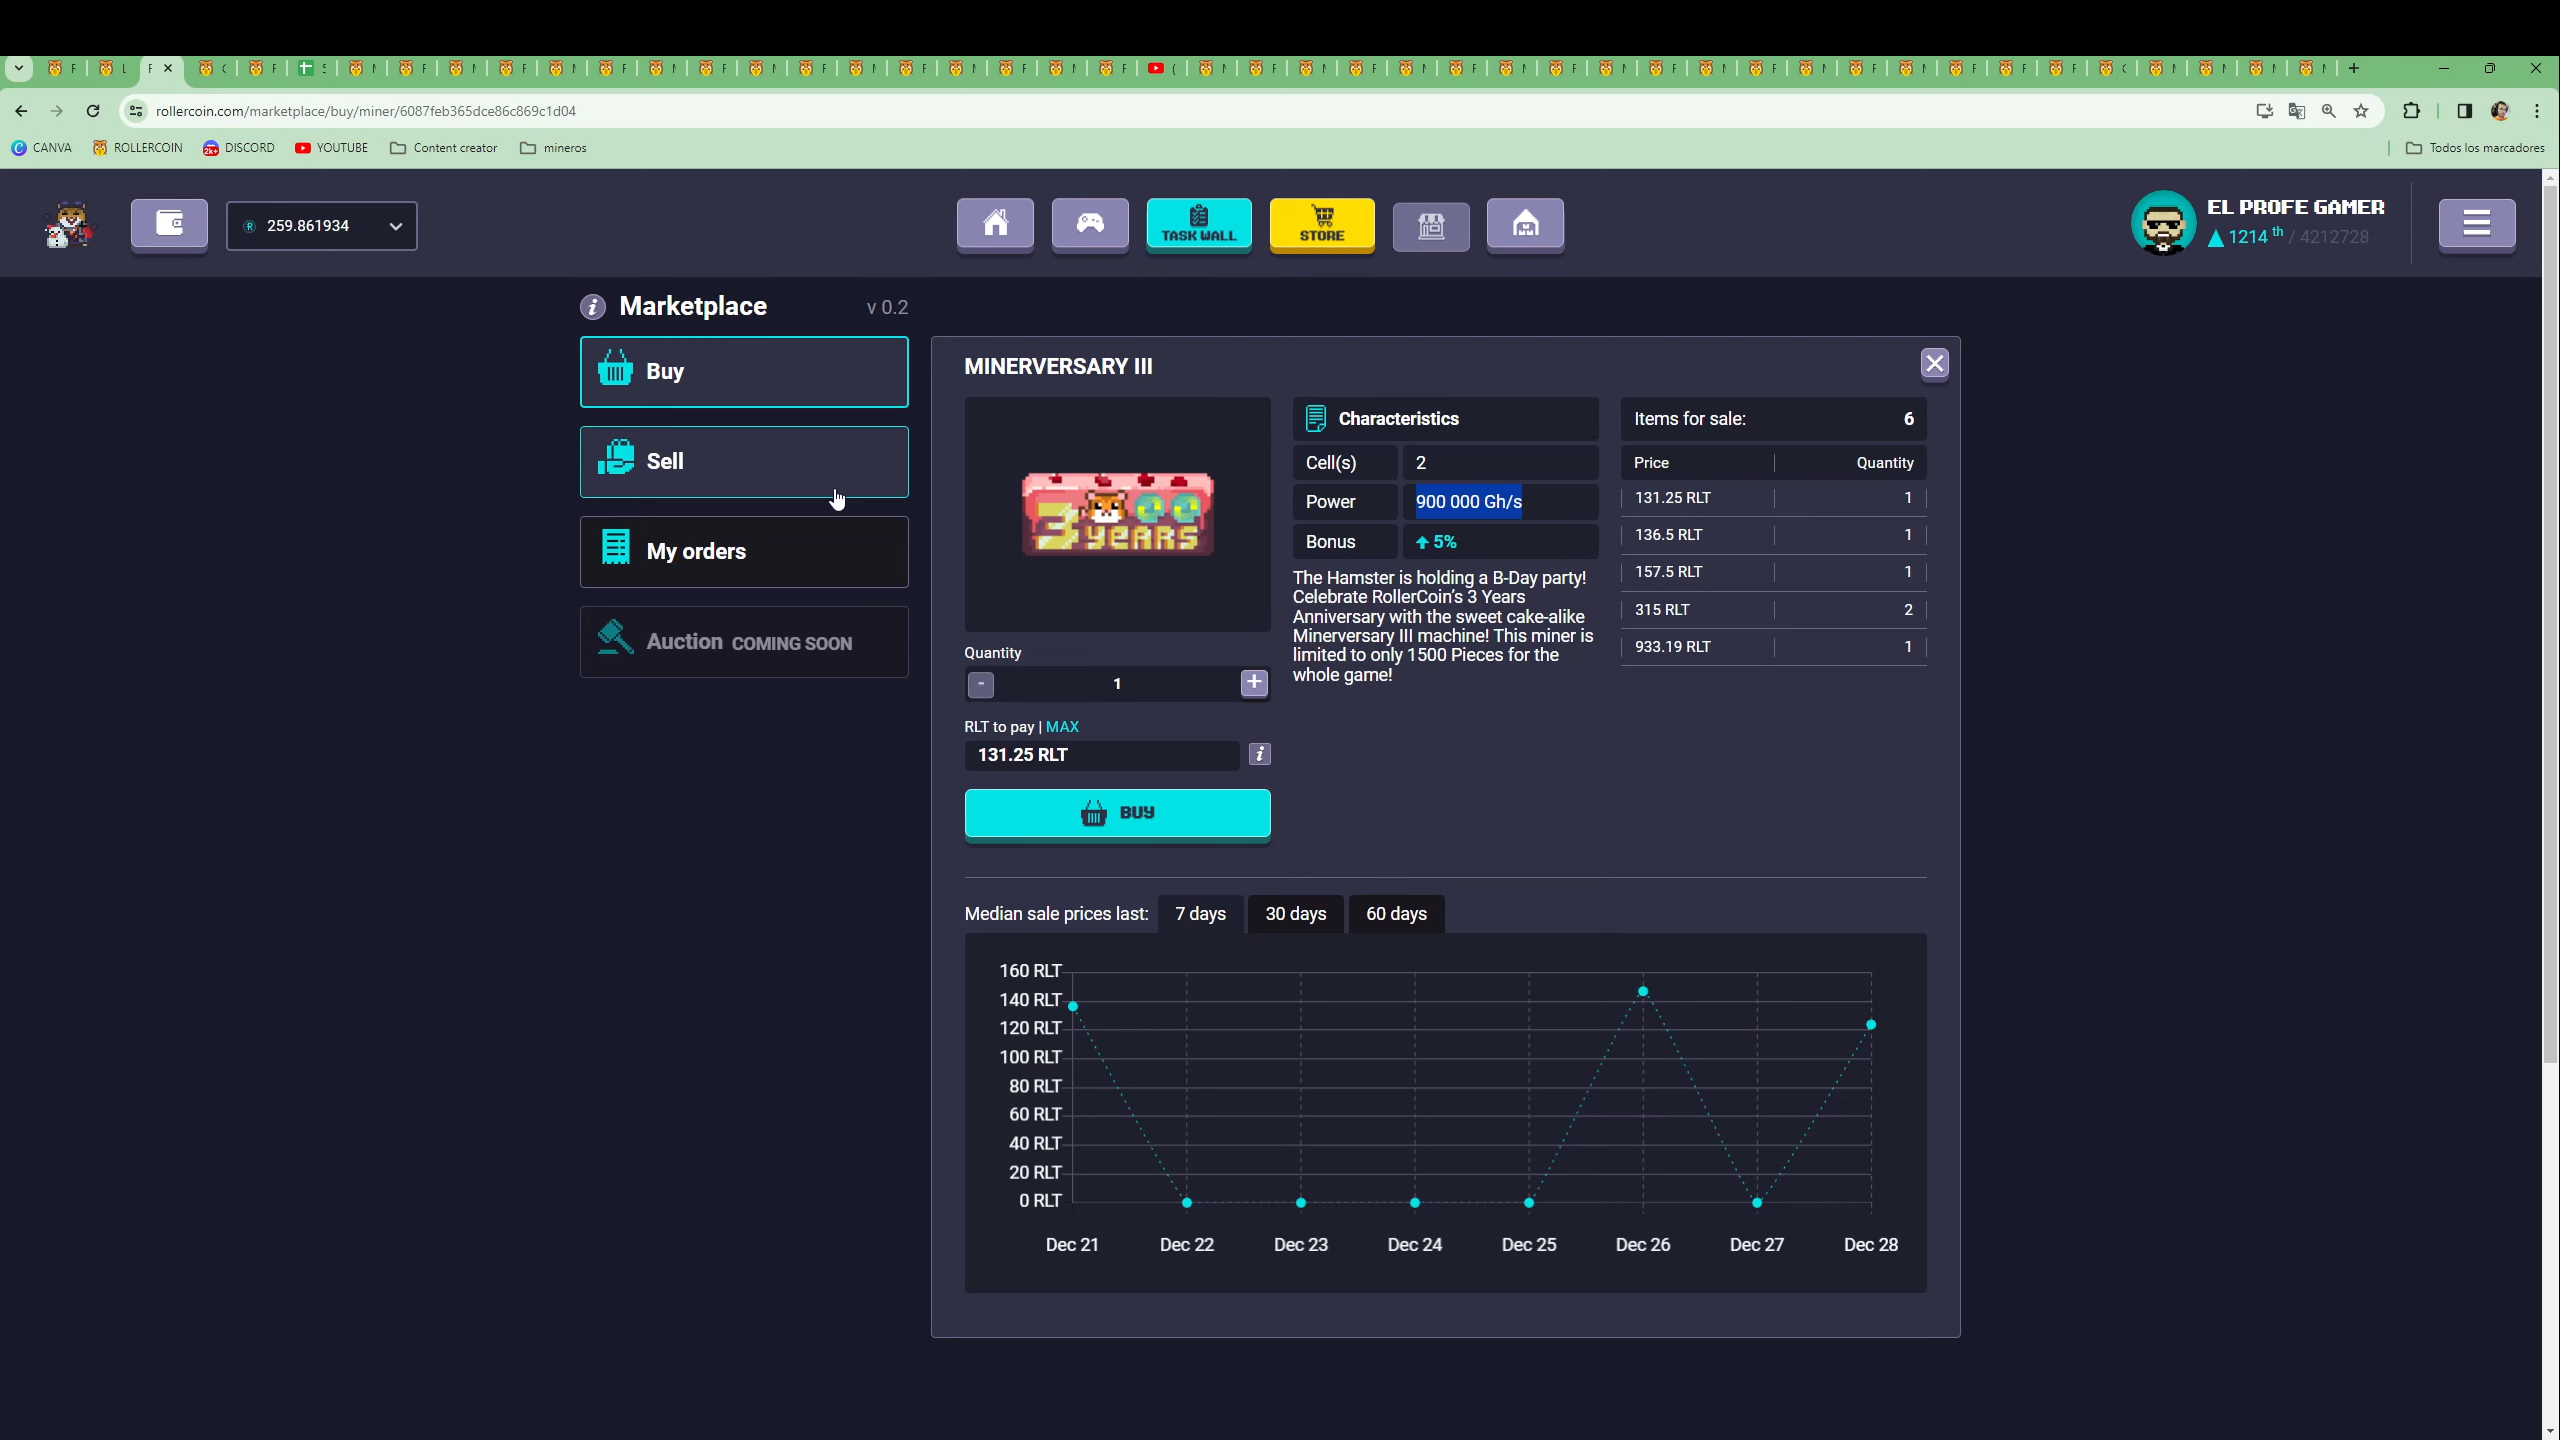 rollercoin.com/marketplace/buy/miner/6087feb365dce86c869c1d04
CANVA
ROLLERCOIN
DISCORD
YOUTUBE
Content creator
mineros
Todos los marcadores
259.861934
TASK WALL
STORE
EL PROFE GAMER
1214 th / 4212728
Marketplace
v 0.2
Buy
Sell
My orders
Auction COMING SOON
MINERVERSARY III
3 YEARS
Quantity
- 1 +
RLT to pay | MAX
131.25 RLT
BUY
Characteristics
Cell(s) 2
Power 900 000 Gh/s
Bonus 5%
The Hamster is holding a B-Day party!
Celebrate RollerCoin's 3 Years
Anniversary with the sweet cake-alike
Minerversary III machine! This miner is
limited to only 1500 Pieces for the
whole game!
Items for sale: 6
Price Quantity
131.25 RLT 1
136.5 RLT 1
157.5 RLT 1
315 RLT 2
933.19 RLT 1
Median sale prices last: 7 days 30 days 60 days
160 RLT
140 RLT
120 RLT
100 RLT
80 RLT
60 RLT
40 RLT
20 RLT
0 RLT
Dec 21 Dec 22 Dec 23 Dec 24 Dec 25 Dec 26 Dec 27 Dec 28